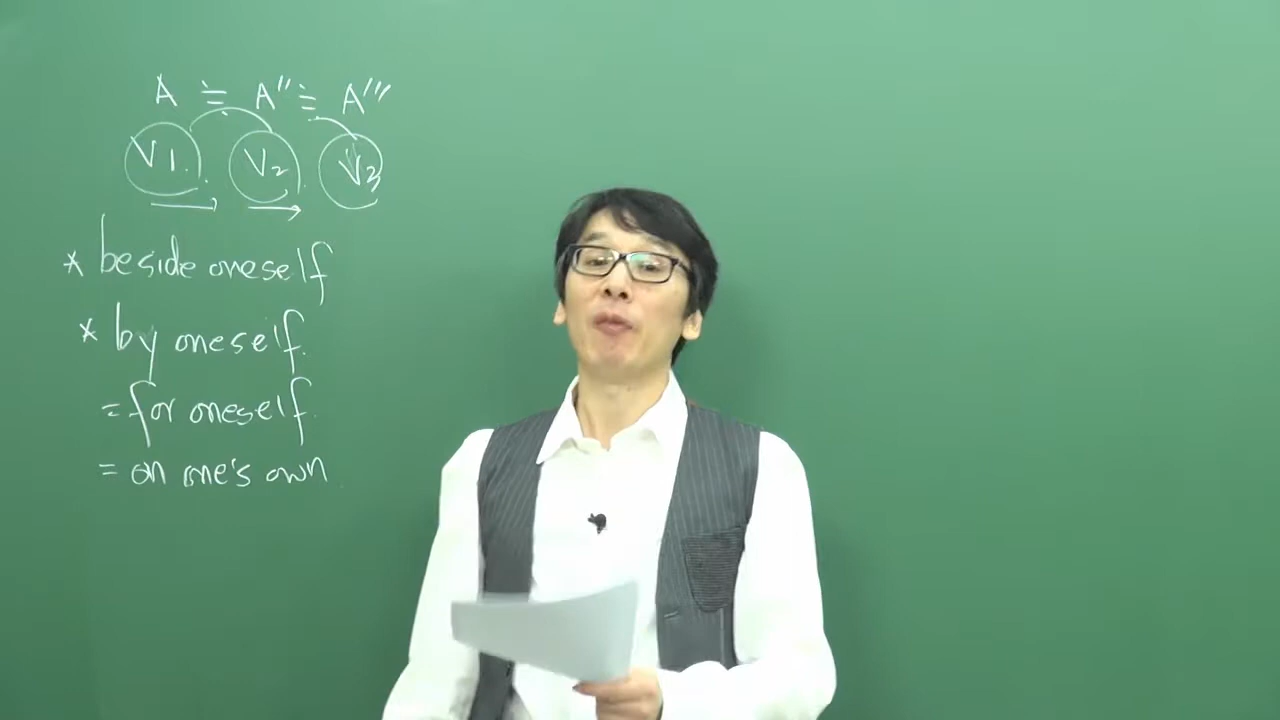 A ≒ A'' ≒ A'''
V1. V2 V3
* beside oneself
* by oneself.
= for oneself.
= on one's own